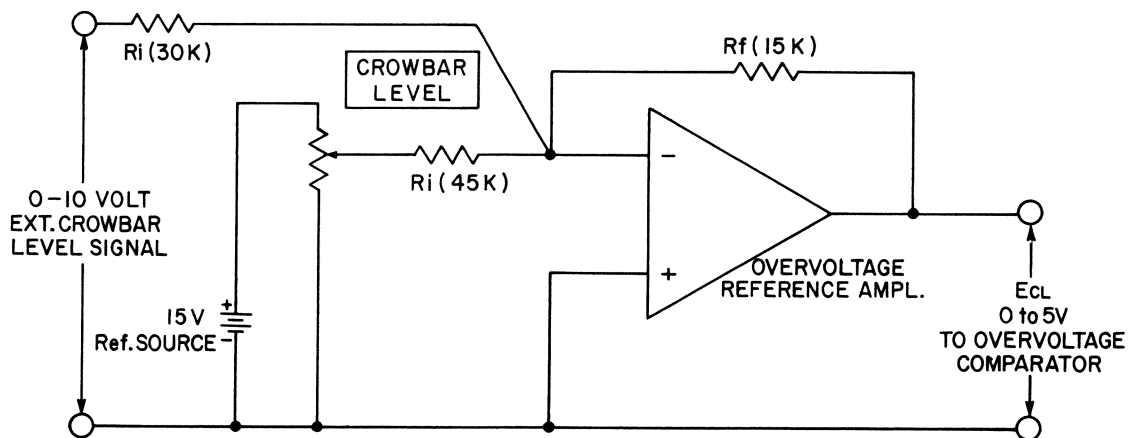 Ri (30K)
CROWBAR
LEVEL
Rf (15K)
Ri (45K)
−
+
0–10 VOLT
EXT. CROWBAR
LEVEL SIGNAL
15V
Ref. SOURCE
+
−
OVERVOLTAGE
REFERENCE AMPL.
ECL
0 to 5V
TO OVERVOLTAGE
COMPARATOR